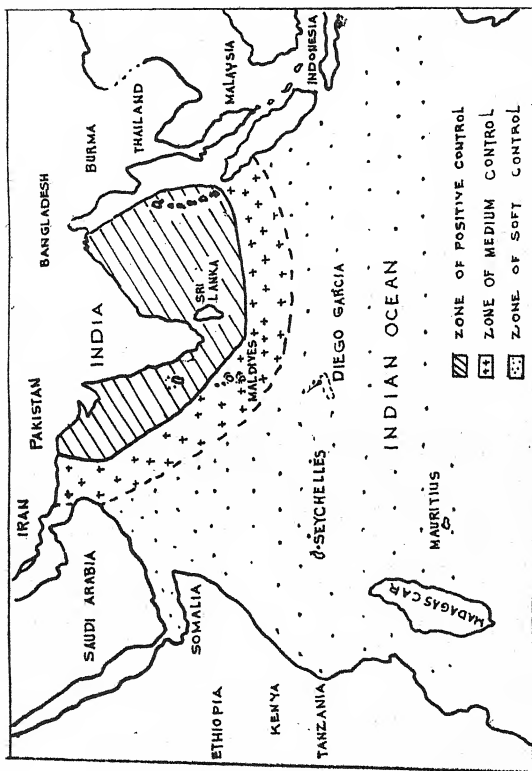 IRAN
PAKISTAN
INDIA
BANGLADESH
BURMA
THAILAND
MALAYSIA
INDONESIA
SAUDI ARABIA
SRI
LANKA
MALDIVES
SOMALIA
ETHIOPIA
KENYA
TANZANIA
SEYCHELLES
DIEGO GARCIA
INDIAN OCEAN
MAURITIUS
MADAGASCAR
ZONE OF POSITIVE CONTROL
ZONE OF MEDIUM CONTROL
ZONE OF SOFT CONTROL